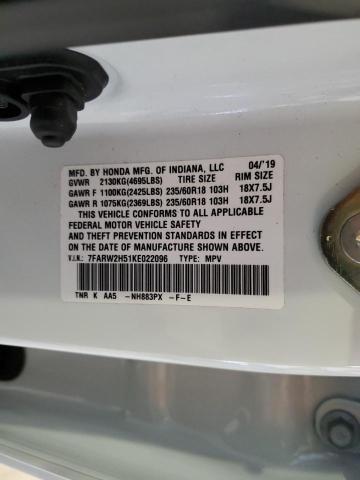 MFD. BY HONDA MFG. OF INDIANA, LLC 04/'19
GVWR 2130KG(4695LBS) TIRE SIZE RIM SIZE
GAWR F 1100KG(2425LBS) 235/60R18 103H 18X7.5J
GAWR R 1075KG(2369LBS) 235/60R18 103H 18X7.5J
THIS VEHICLE CONFORMS TO ALL APPLICABLE
FEDERAL MOTOR VEHICLE SAFETY
AND THEFT PREVENTION STANDARDS IN EFFECT
ON THE DATE OF MANUFACTURE SHOWN ABOVE.
V.I.N.: 7FARW2H51KE022096 TYPE: MPV
TNR K AA5 -NH883PX -F-E